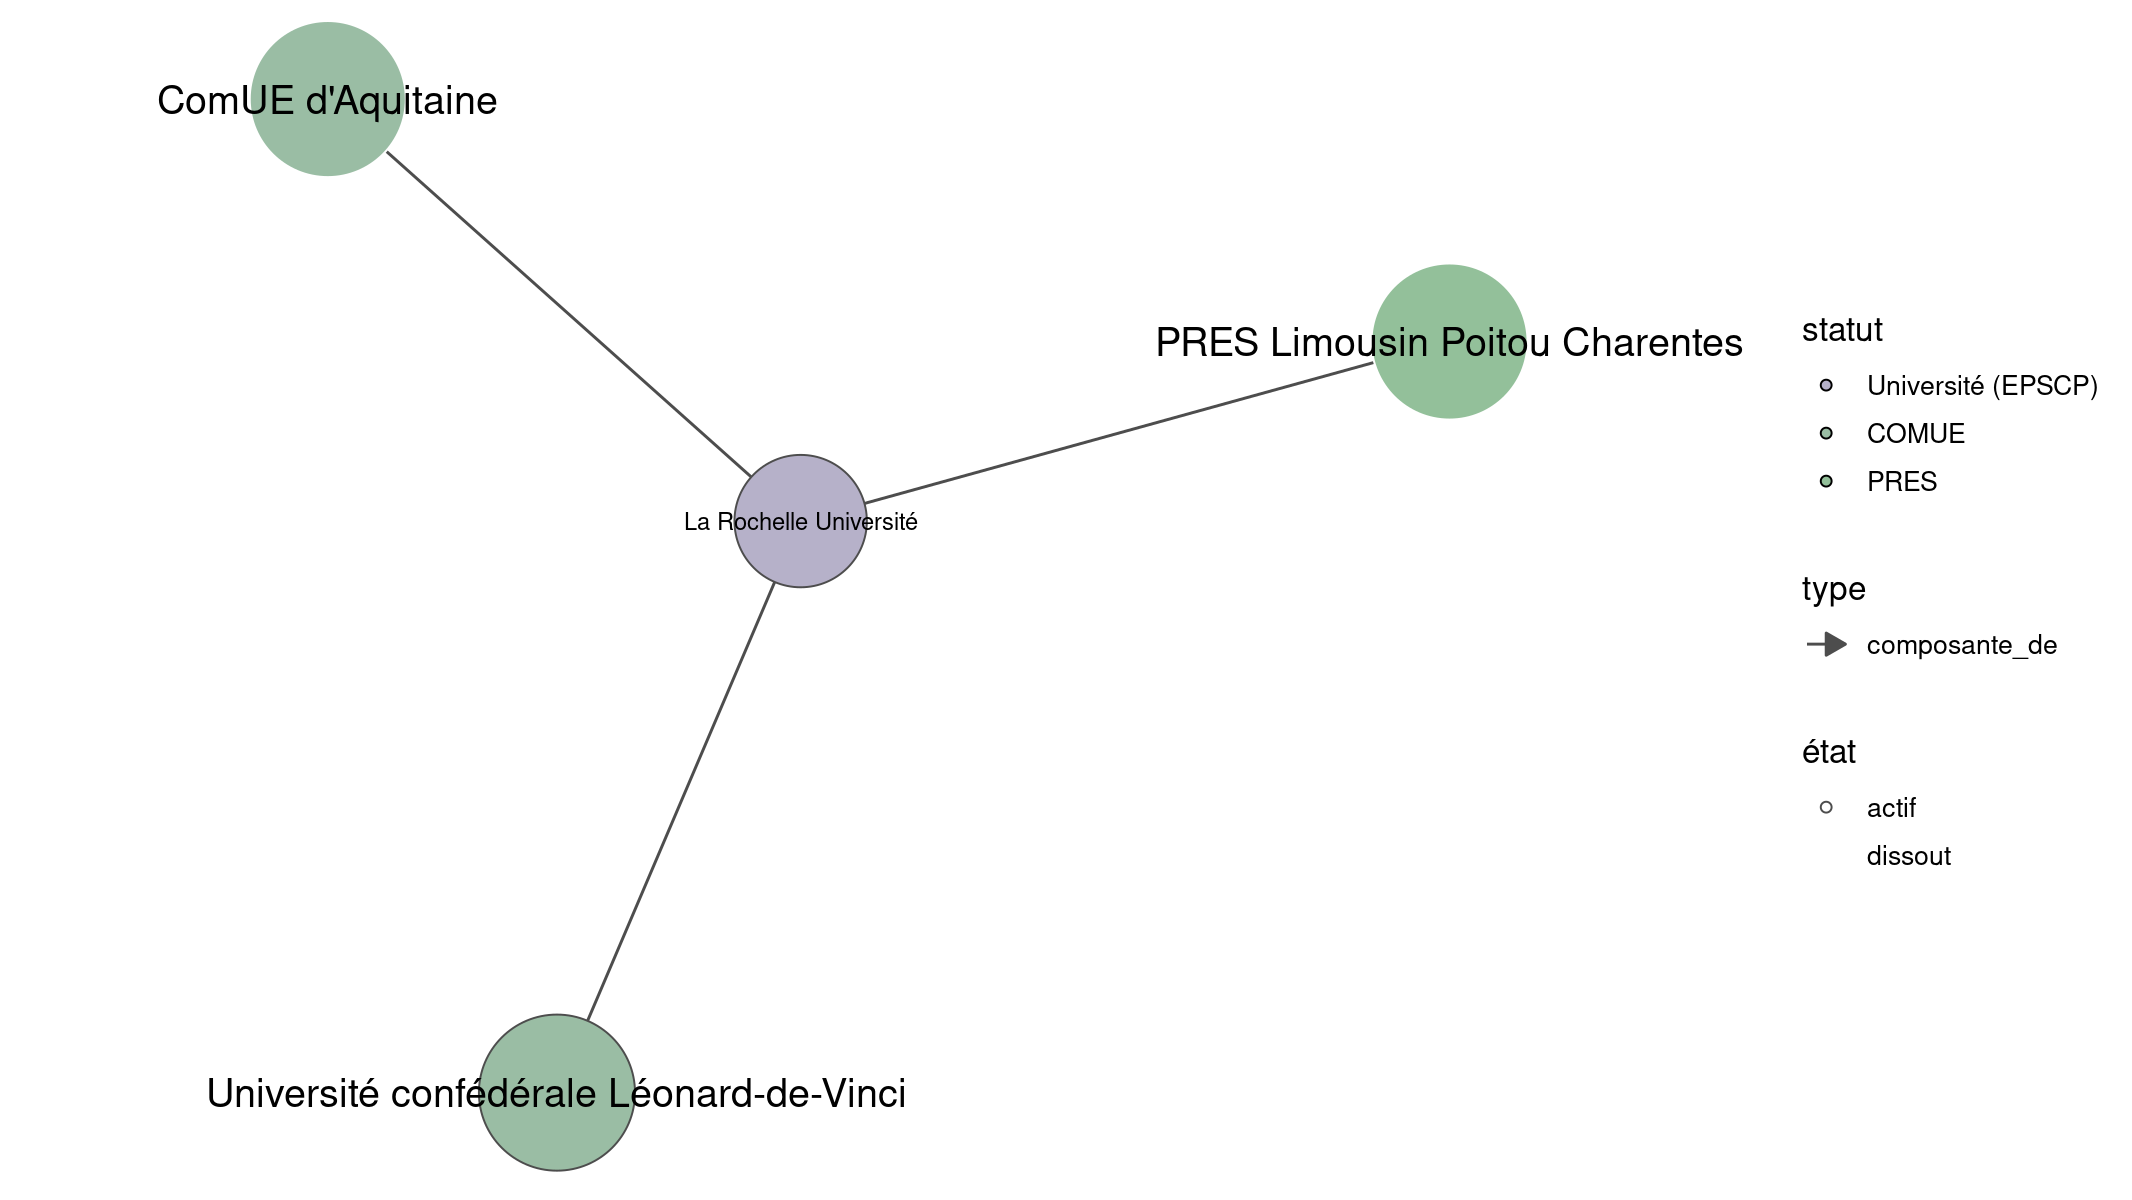 ComUE d'Aquitaine
PRES Limousin Poitou Charentes
La Rochelle Université
Université confédérale Léonard-de-Vinci
statut
Université (EPSCP)
COMUE
PRES
type
composante_de
état
actif
dissout